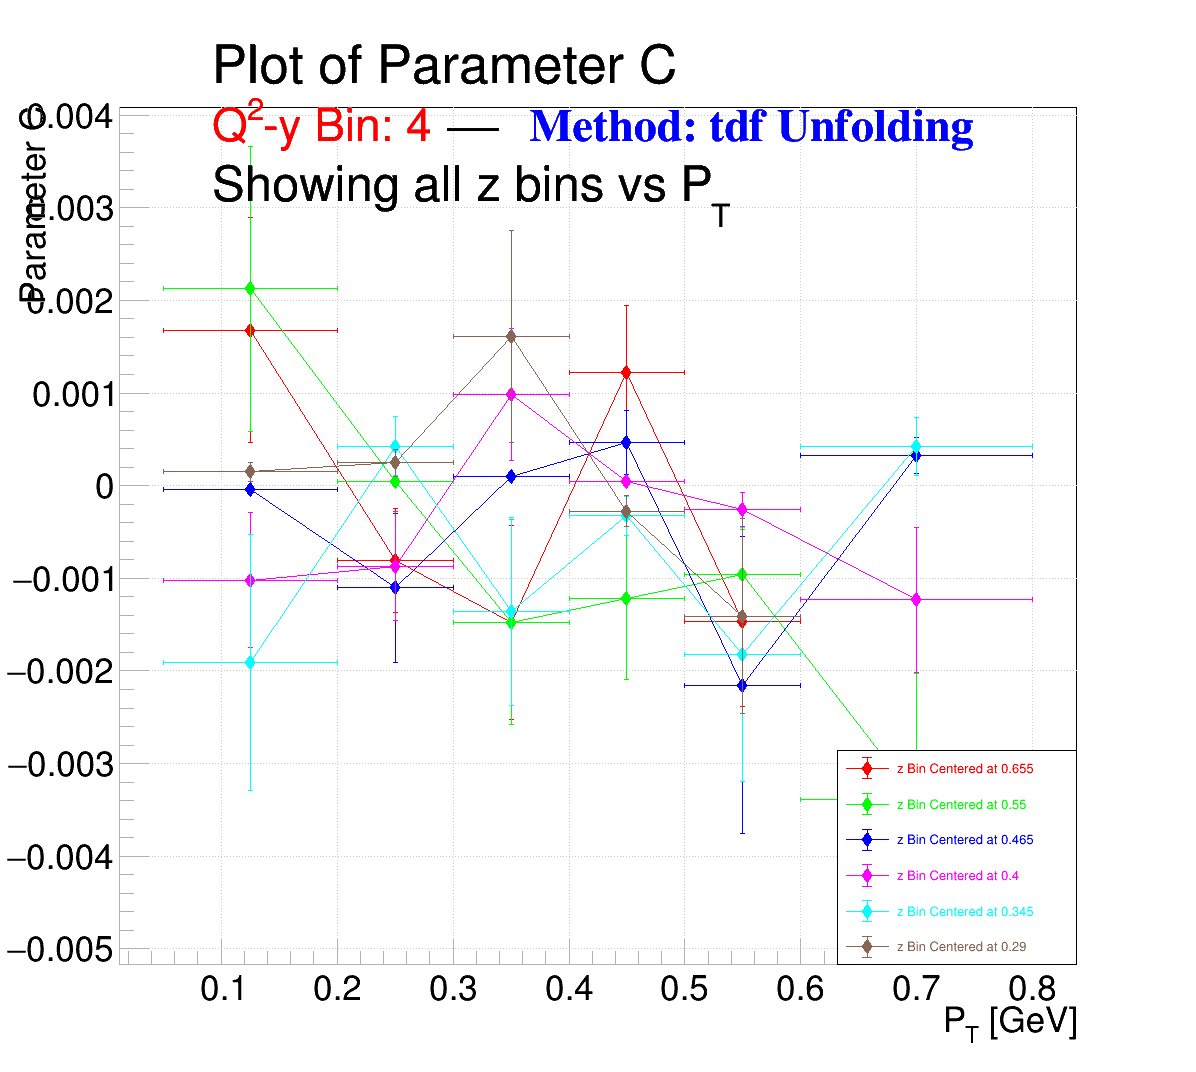 Plot of Parameter C
Q²-y Bin: 4 — Method: tdf Unfolding
Showing all z bins vs P_T
Parameter C
0.004
0.003
0.002
0.001
0
−0.001
−0.002
−0.003
−0.004
−0.005
z Bin Centered at 0.655
z Bin Centered at 0.55
z Bin Centered at 0.465
z Bin Centered at 0.4
z Bin Centered at 0.345
z Bin Centered at 0.29
0.1 0.2 0.3 0.4 0.5 0.6 0.7 0.8
P_T [GeV]